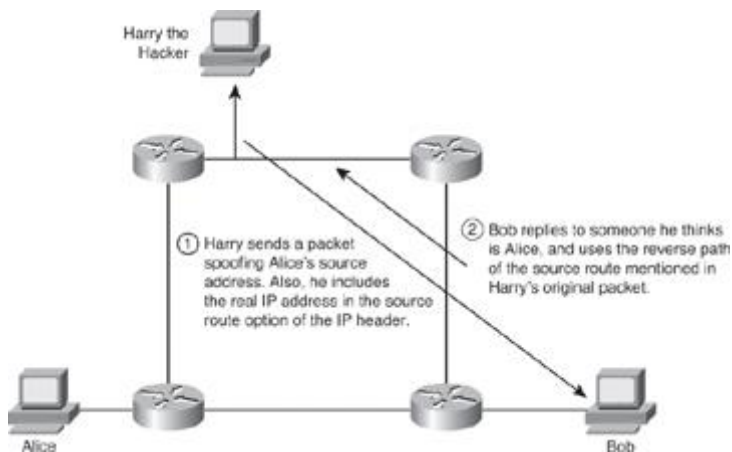 Harry the
Hacker
① Harry sends a packet
spoofing Alice's source
address. Also, he includes
the real IP address in the source
route option of the IP header.
② Bob replies to someone he thinks
is Alice, and uses the reverse path
of the source route mentioned in
Harry's original packet.
Alice
Bob